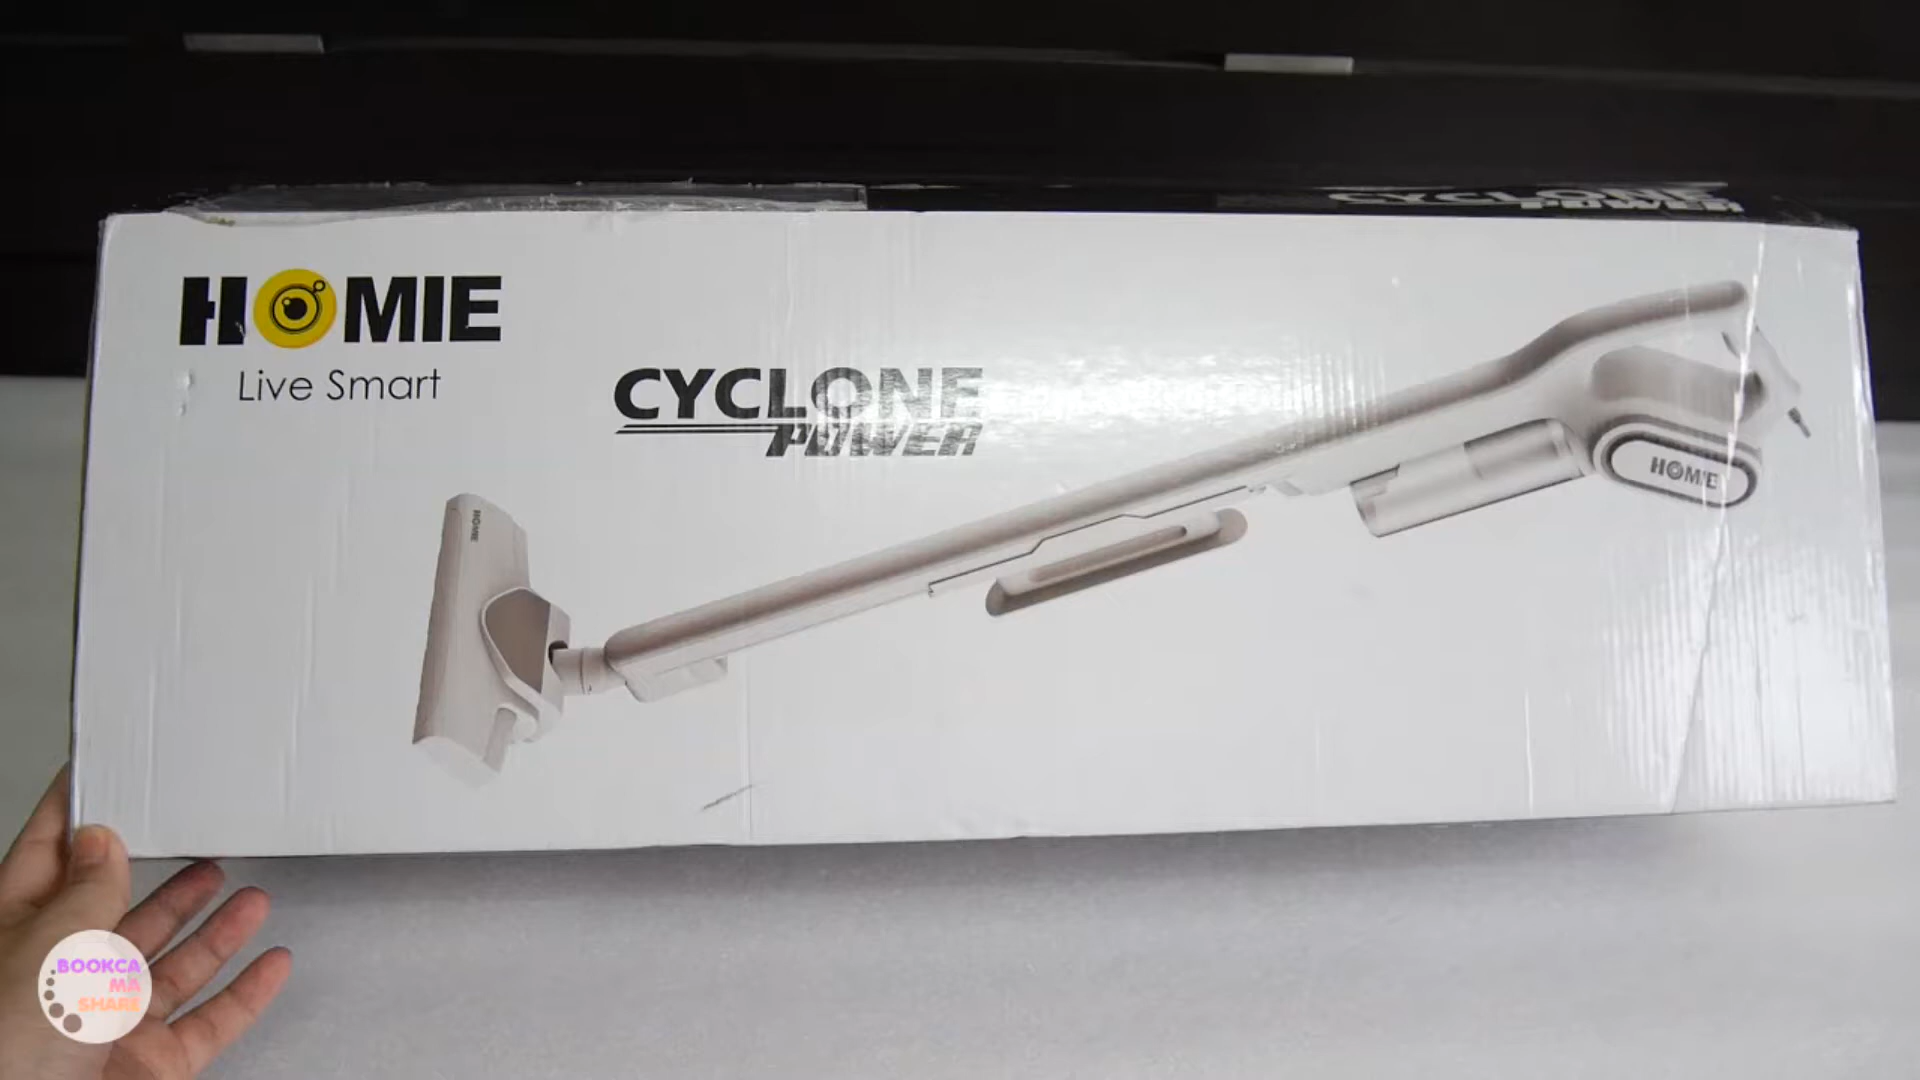 CYCLONE
POWER
HOMIE
Live Smart
CYCLONE
POWER
HOMIE
HOMIE
BOOKCA
MA
SHARE